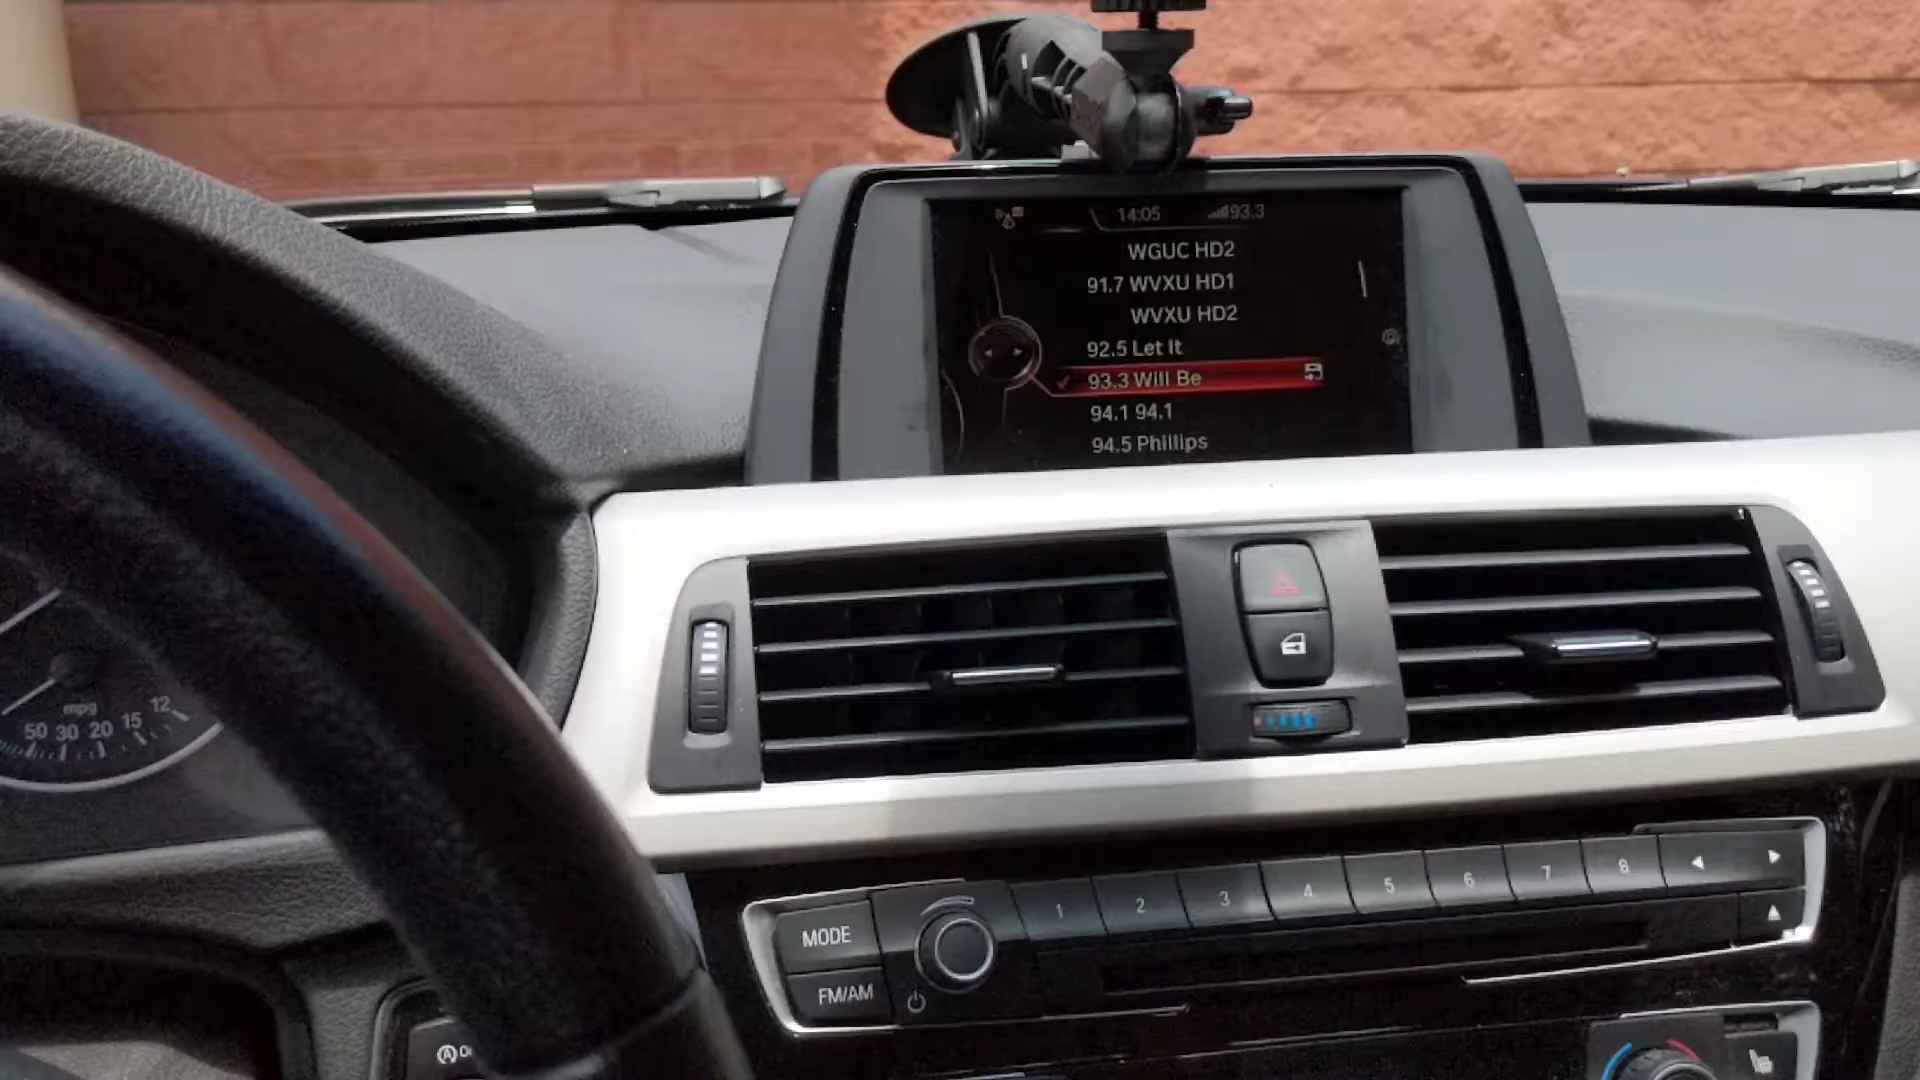 14:05 93.3
WGUC HD2
91.7 WVXU HD1
WVXU HD2
92.5 Let It
93.3 Will Be
94.1 94.1
94.5 Phillips
mpg
50 30 20 15 12
1 2 3 4 5 6 7 8
MODE
FM/AM